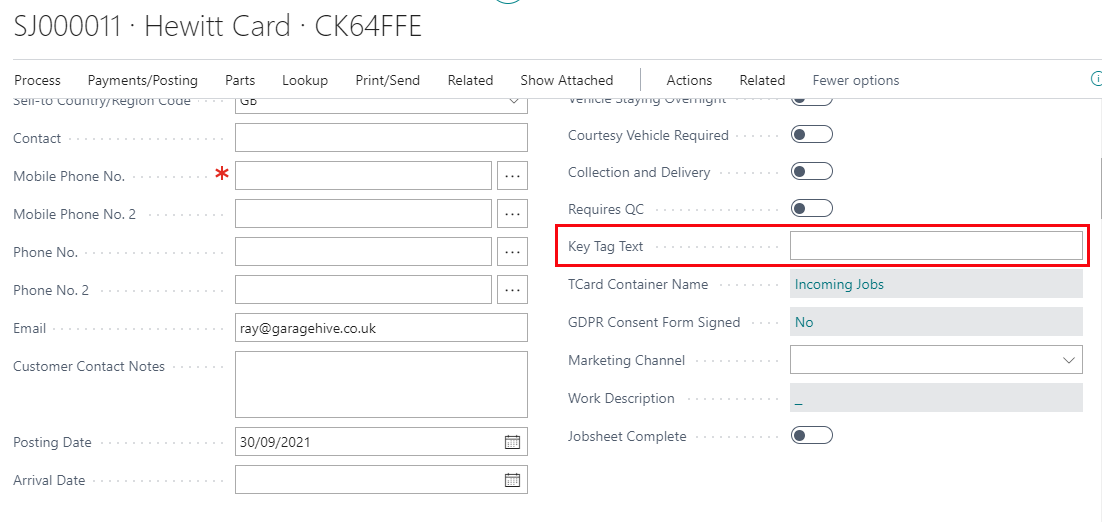 SJ000011 · Hewitt Card · CK64FFE
Process Payments/Posting Parts Lookup Print/Send Related Show Attached Actions Related Fewer options
Sell-to Country/Region Code GB
Contact
Mobile Phone No. * ...
Mobile Phone No. 2 ...
Phone No. ...
Phone No. 2 ...
Email ray@garagehive.co.uk
Customer Contact Notes
Posting Date 30/09/2021
Arrival Date
Vehicle Staying Overnight
Courtesy Vehicle Required
Collection and Delivery
Requires QC
Key Tag Text
TCard Container Name Incoming Jobs
GDPR Consent Form Signed No
Marketing Channel
Work Description _
Jobsheet Complete